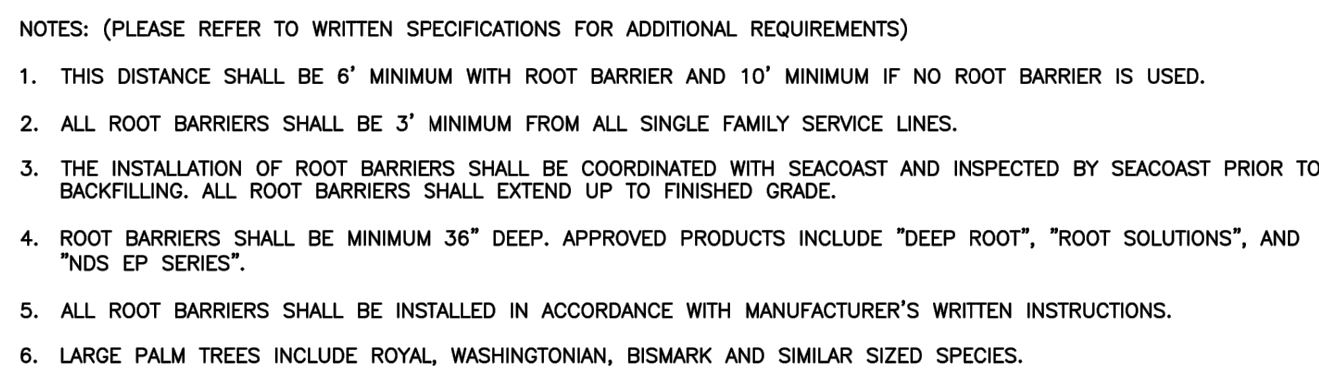 NOTES: (PLEASE REFER TO WRITTEN SPECIFICATIONS FOR ADDITIONAL REQUIREMENTS)
1. THIS DISTANCE SHALL BE 6' MINIMUM WITH ROOT BARRIER AND 10' MINIMUM IF NO ROOT BARRIER IS USED.
2. ALL ROOT BARRIERS SHALL BE 3' MINIMUM FROM ALL SINGLE FAMILY SERVICE LINES.
3. THE INSTALLATION OF ROOT BARRIERS SHALL BE COORDINATED WITH SEACOAST AND INSPECTED BY SEACOAST PRIOR TO
BACKFILLING. ALL ROOT BARRIERS SHALL EXTEND UP TO FINISHED GRADE.
4. ROOT BARRIERS SHALL BE MINIMUM 36" DEEP. APPROVED PRODUCTS INCLUDE "DEEP ROOT", "ROOT SOLUTIONS", AND
"NDS EP SERIES".
5. ALL ROOT BARRIERS SHALL BE INSTALLED IN ACCORDANCE WITH MANUFACTURER'S WRITTEN INSTRUCTIONS.
6. LARGE PALM TREES INCLUDE ROYAL, WASHINGTONIAN, BISMARK AND SIMILAR SIZED SPECIES.